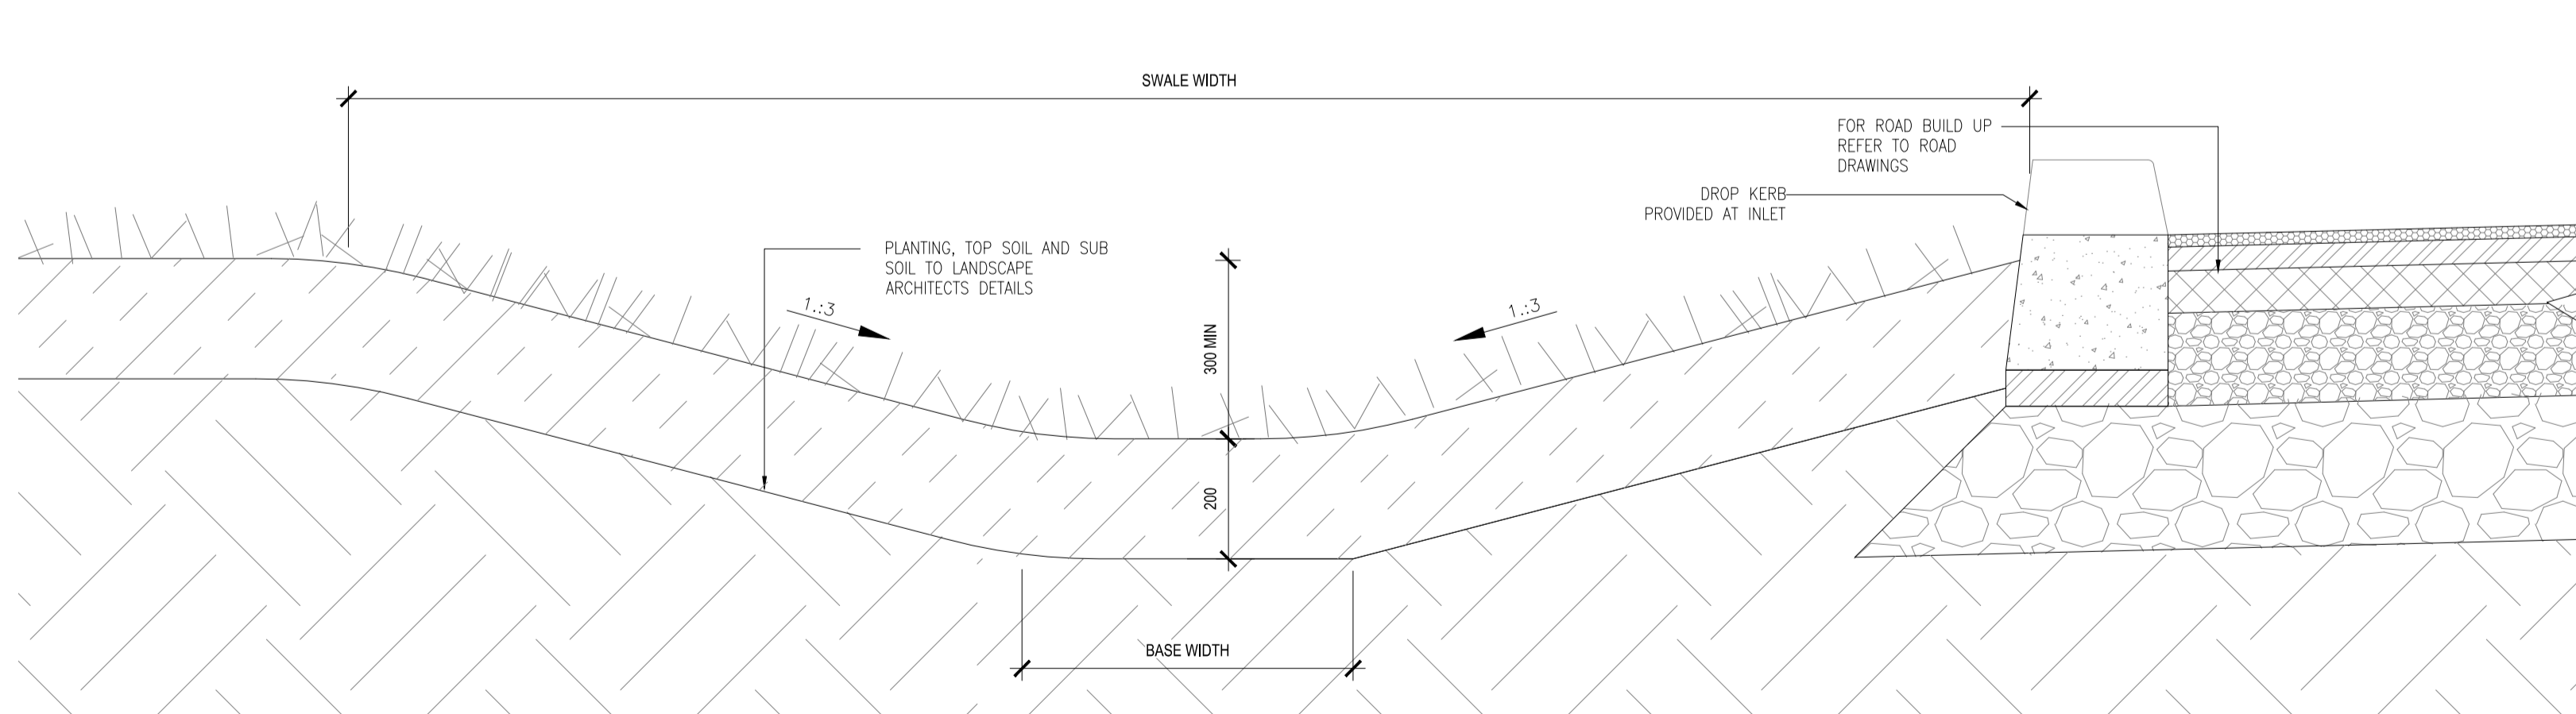 SWALE WIDTH
FOR ROAD BUILD UP
REFER TO ROAD
DRAWINGS
DROP KERB
PROVIDED AT INLET
PLANTING, TOP SOIL AND SUB
SOIL TO LANDSCAPE
ARCHITECTS DETAILS
1.:3
1.:3
300 MIN
200
BASE WIDTH